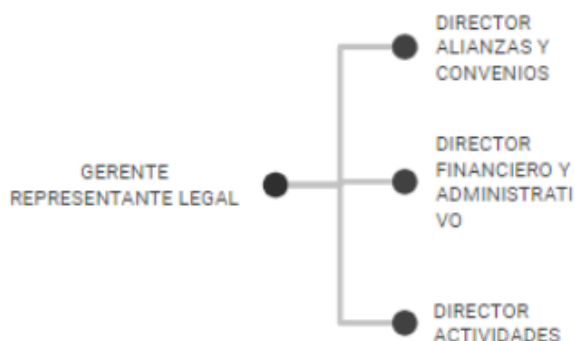 DIRECTOR
ALIANZAS Y
CONVENIOS
GERENTE
REPRESENTANTE LEGAL
DIRECTOR
FINANCIERO Y
ADMINISTRATI
VO
DIRECTOR
ACTIVIDADES